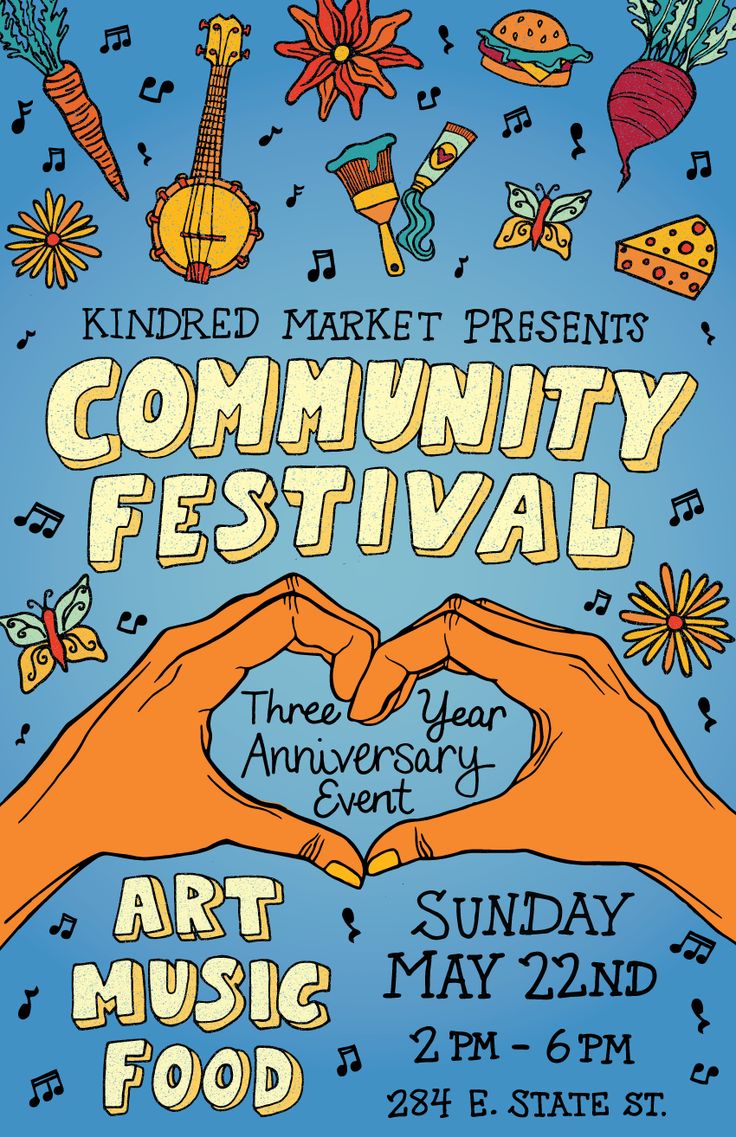 KINDRED MARKET PRESENTS
COMMUNITY
FESTIVAL
Three Year
Anniversary
Event
ART
MUSIC
FOOD
SUNDAY
MAY 22ND
2 PM - 6 PM
284 E. STATE ST.